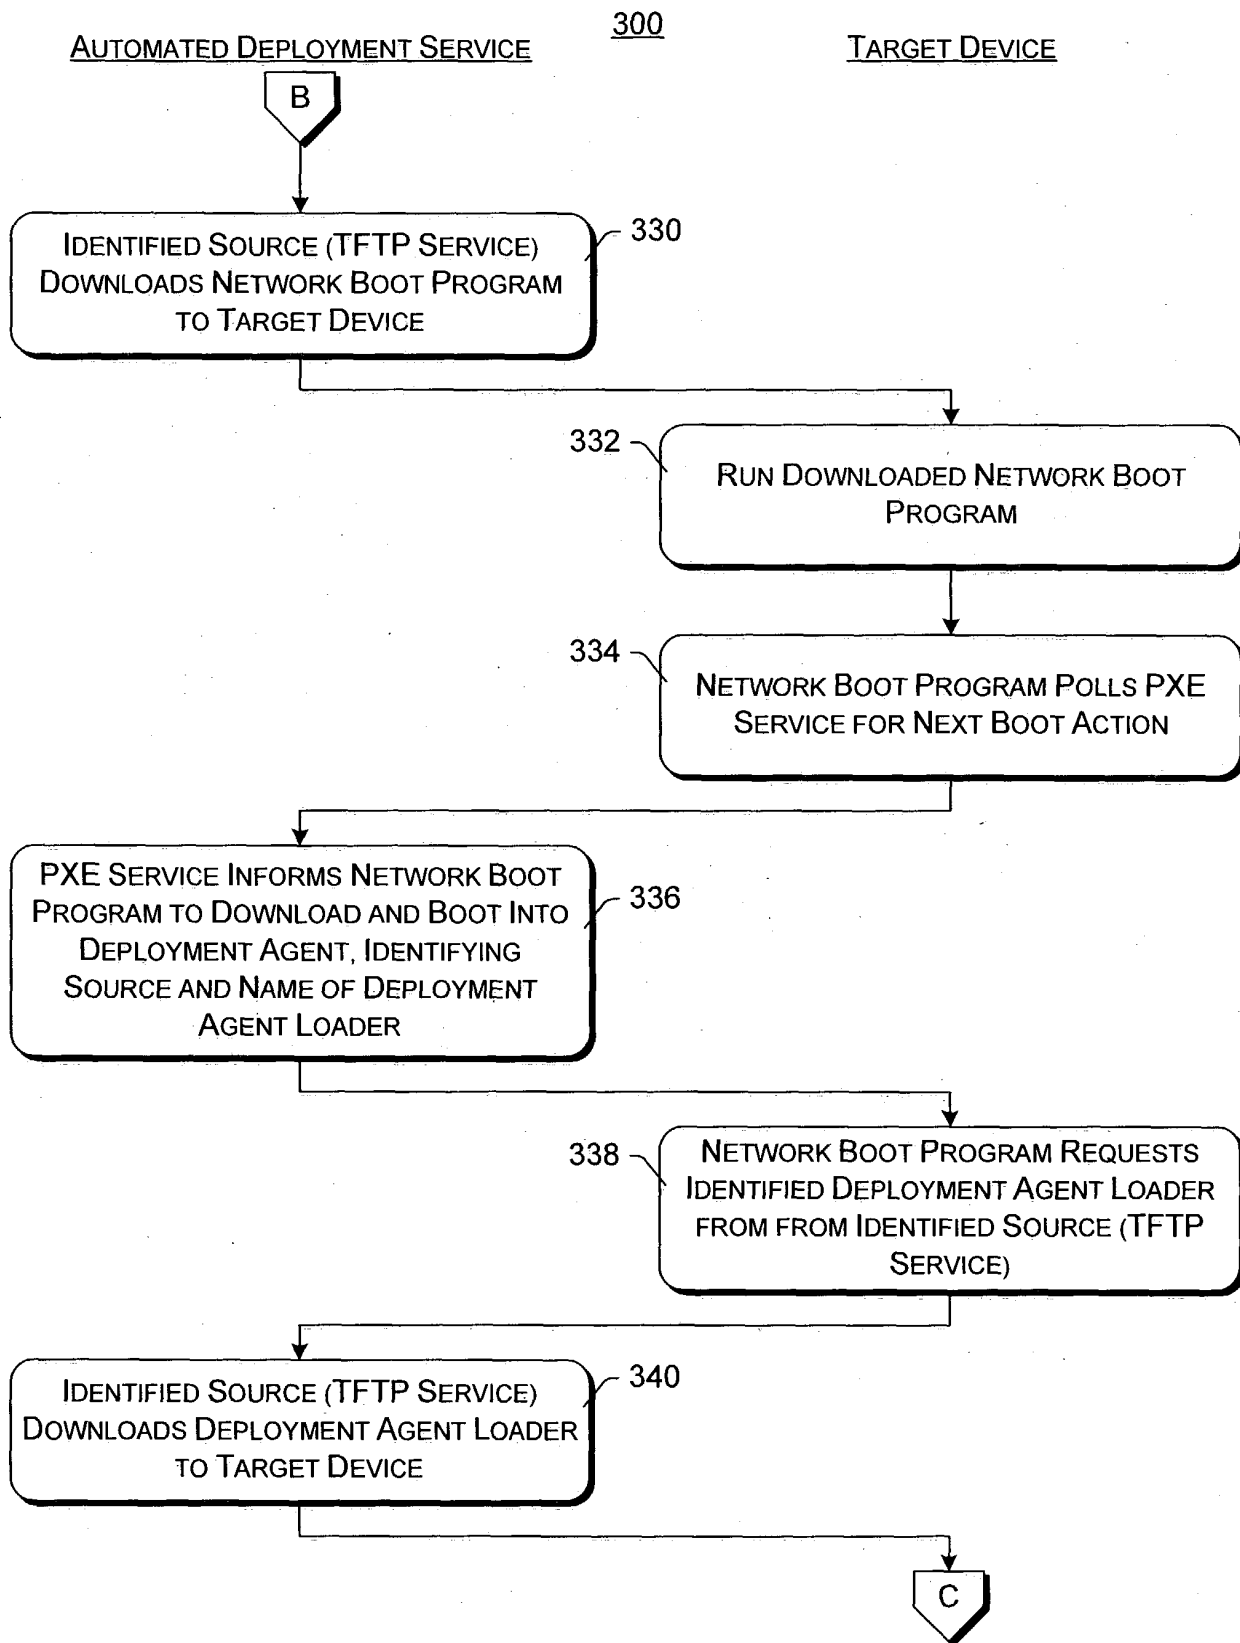 300
AUTOMATED DEPLOYMENT SERVICE
TARGET DEVICE
B
IDENTIFIED SOURCE (TFTP SERVICE)
DOWNLOADS NETWORK BOOT PROGRAM
TO TARGET DEVICE
330
332
RUN DOWNLOADED NETWORK BOOT
PROGRAM
334
NETWORK BOOT PROGRAM POLLS PXE
SERVICE FOR NEXT BOOT ACTION
PXE SERVICE INFORMS NETWORK BOOT
PROGRAM TO DOWNLOAD AND BOOT INTO
DEPLOYMENT AGENT, IDENTIFYING
SOURCE AND NAME OF DEPLOYMENT
AGENT LOADER
336
338
NETWORK BOOT PROGRAM REQUESTS
IDENTIFIED DEPLOYMENT AGENT LOADER
FROM FROM IDENTIFIED SOURCE (TFTP
SERVICE)
IDENTIFIED SOURCE (TFTP SERVICE)
DOWNLOADS DEPLOYMENT AGENT LOADER
TO TARGET DEVICE
340
C